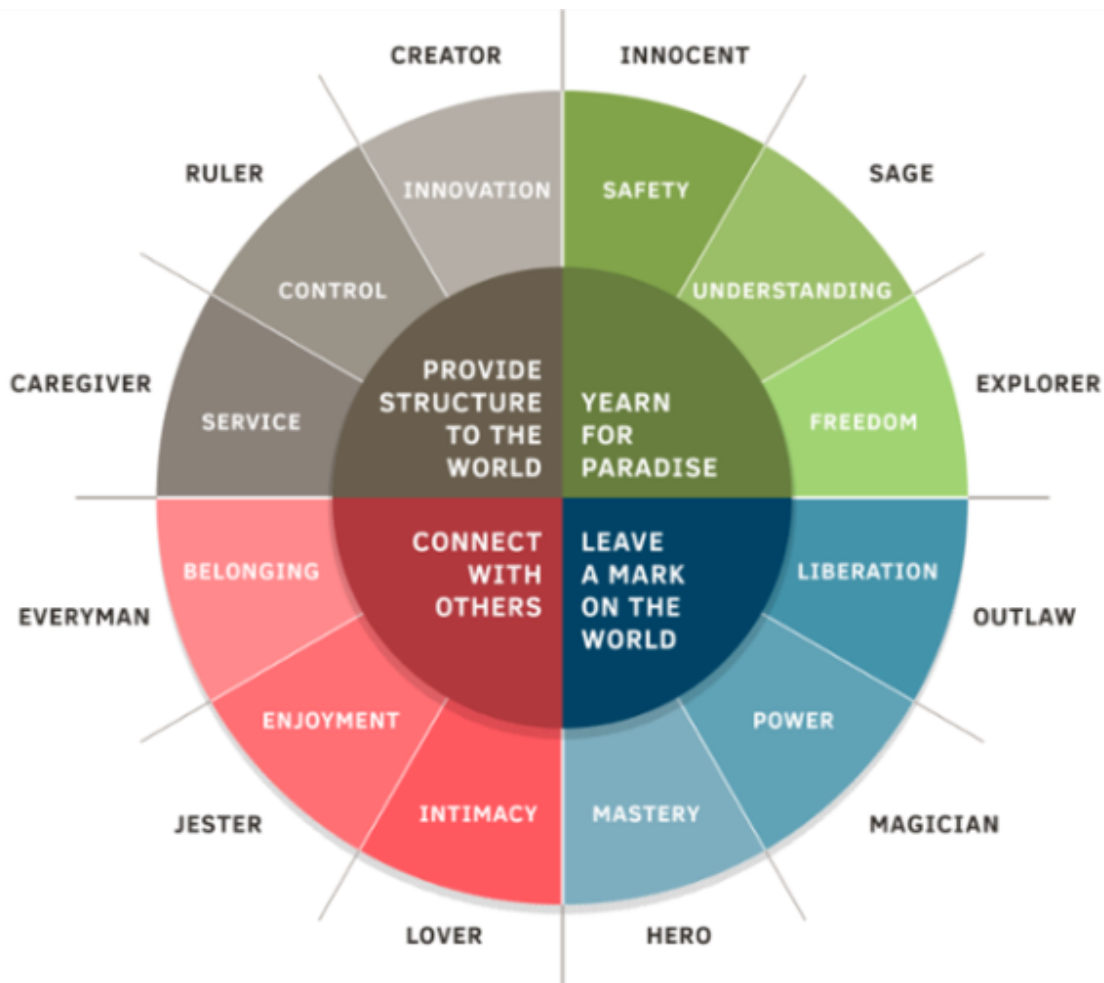 CREATOR
INNOCENT
RULER
SAGE
INNOVATION
SAFETY
CONTROL
UNDERSTANDING
CAREGIVER
EXPLORER
SERVICE
FREEDOM
PROVIDE
STRUCTURE
TO THE
WORLD
YEARN
FOR
PARADISE
CONNECT
WITH
OTHERS
LEAVE
A MARK
ON THE
WORLD
BELONGING
LIBERATION
EVERYMAN
OUTLAW
ENJOYMENT
POWER
INTIMACY
MASTERY
JESTER
MAGICIAN
LOVER
HERO